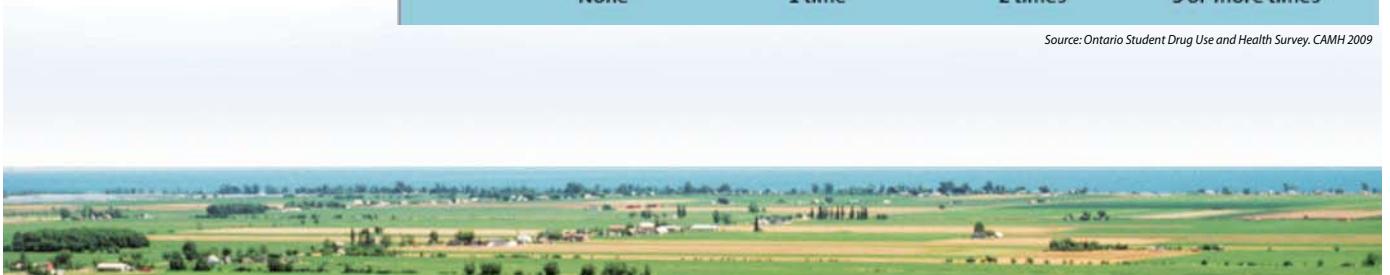 None 1 time 2 times 3 or more times
Source: Ontario Student Drug Use and Health Survey. CAMH 2009